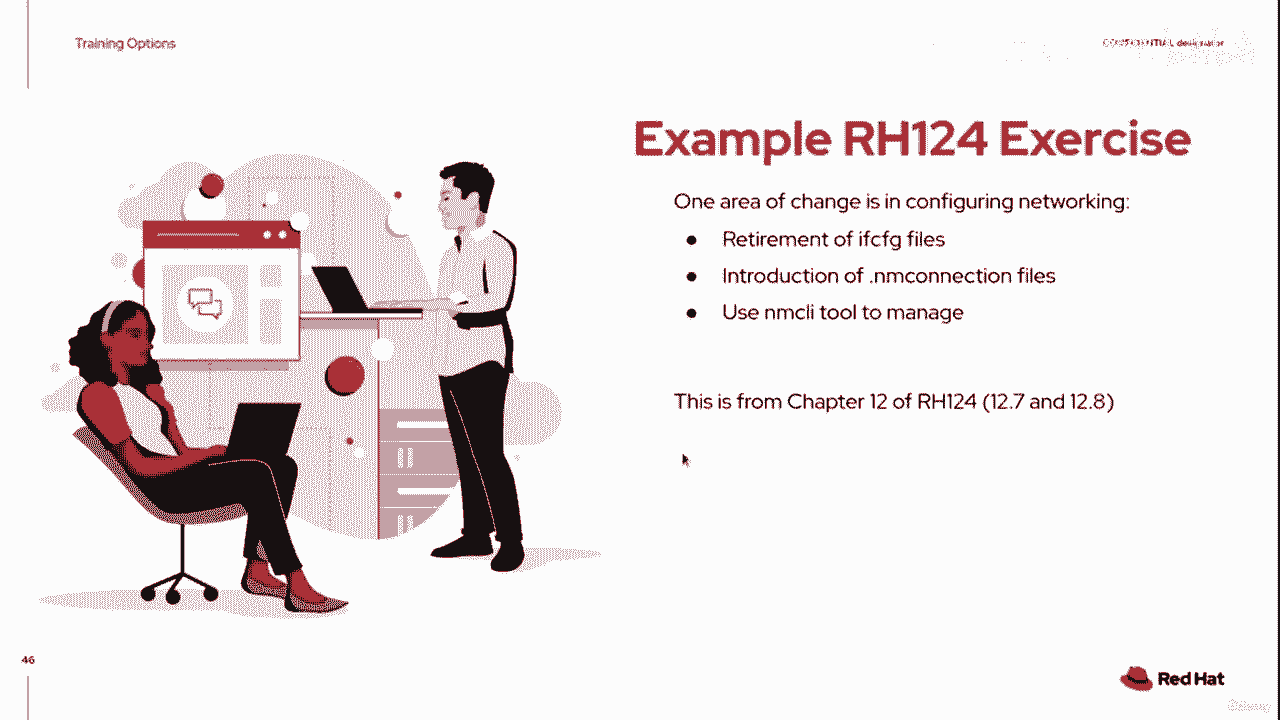 Training Options
CONFIDENTIAL designator
Example RH124 Exercise
One area of change is in configuring networking:
● Retirement of ifcfg files
● Introduction of .nmconnection files
● Use nmcli tool to manage
This is from Chapter 12 of RH124 (12.7 and 12.8)
46
Red Hat